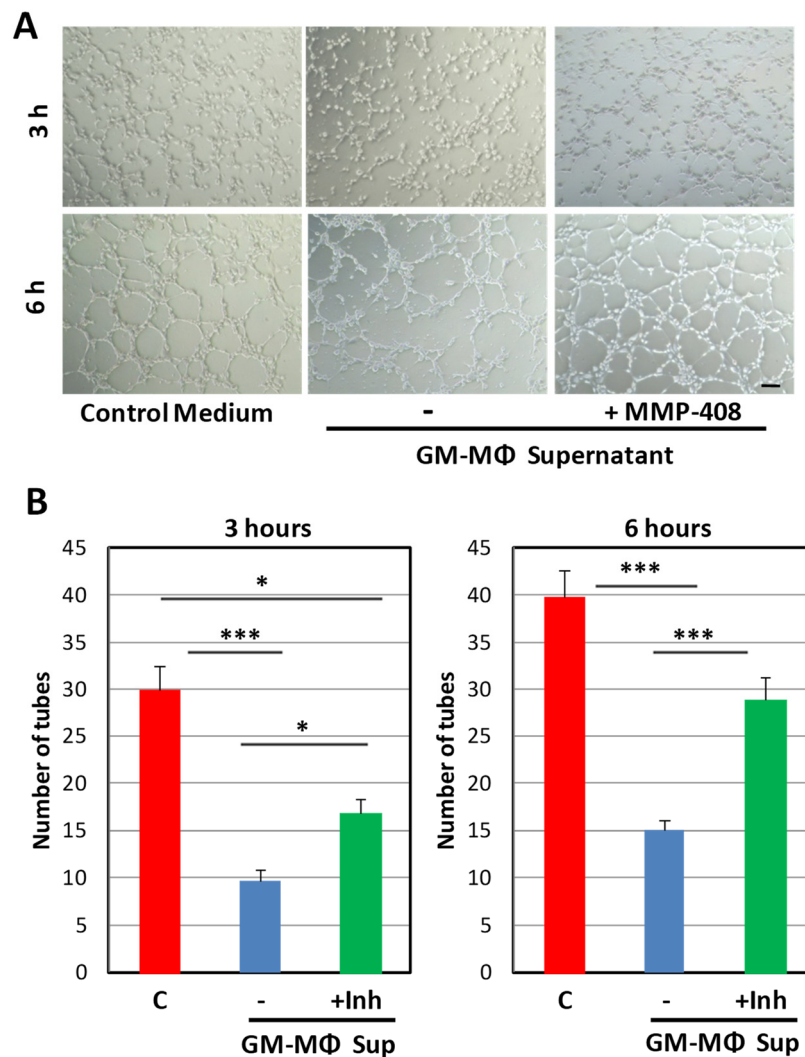 A
3 h
6 h
Control Medium
-
+ MMP-408
GM-MΦ Supernatant
B
3 hours
6 hours
Number of tubes
45
40
35
30
25
20
15
10
5
0
*
***
*
C
-
+Inh
GM-MΦ Sup
Number of tubes
45
40
35
30
25
20
15
10
5
0
***
***
C
-
+Inh
GM-MΦ Sup